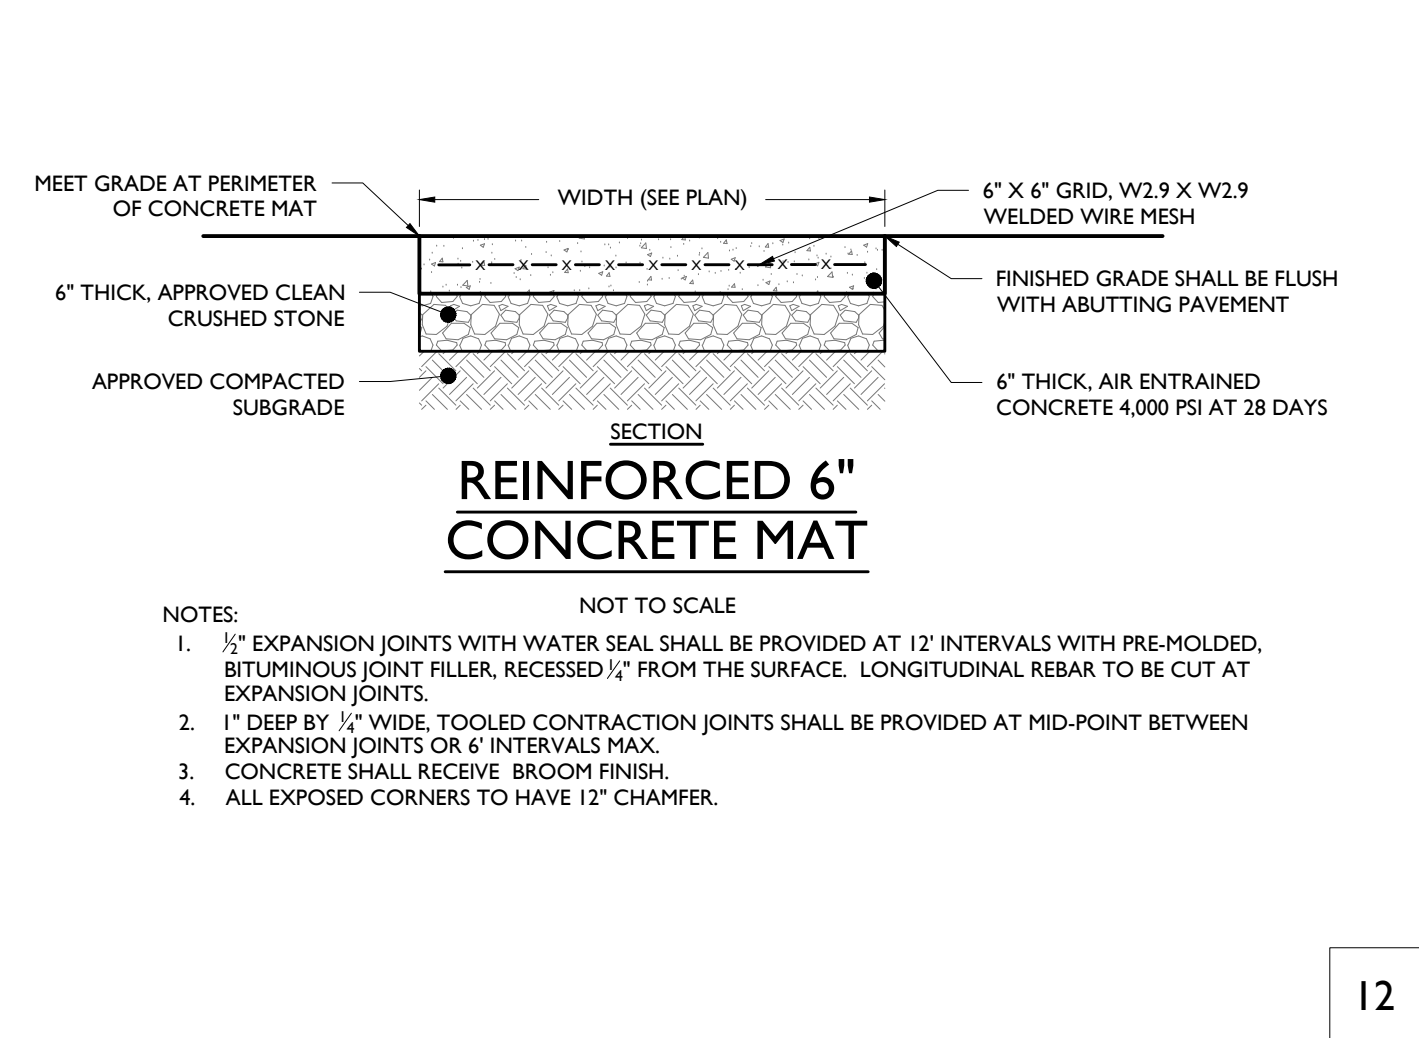 MEET GRADE AT PERIMETER
OF CONCRETE MAT
WIDTH (SEE PLAN)
6" X 6" GRID, W2.9 X W2.9
WELDED WIRE MESH
FINISHED GRADE SHALL BE FLUSH
WITH ABUTTING PAVEMENT
6" THICK, APPROVED CLEAN
CRUSHED STONE
X X X X X X X X X
APPROVED COMPACTED
SUBGRADE
6" THICK, AIR ENTRAINED
CONCRETE 4,000 PSI AT 28 DAYS
SECTION
REINFORCED 6"
CONCRETE MAT
NOT TO SCALE
NOTES:
1. ½" EXPANSION JOINTS WITH WATER SEAL SHALL BE PROVIDED AT 12' INTERVALS WITH PRE-MOLDED,
BITUMINOUS JOINT FILLER, RECESSED ¼" FROM THE SURFACE. LONGITUDINAL REBAR TO BE CUT AT
EXPANSION JOINTS.
2. 1" DEEP BY ¼" WIDE, TOOLED CONTRACTION JOINTS SHALL BE PROVIDED AT MID-POINT BETWEEN
EXPANSION JOINTS OR 6' INTERVALS MAX.
3. CONCRETE SHALL RECEIVE BROOM FINISH.
4. ALL EXPOSED CORNERS TO HAVE 12" CHAMFER.
12